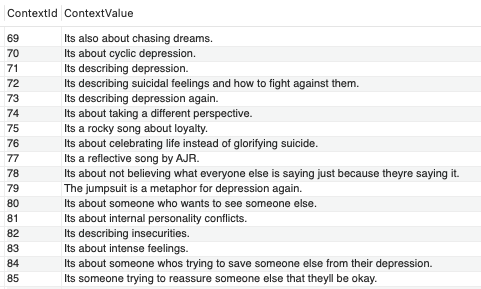 ContextId ContextValue
69 Its also about chasing dreams.
70 Its about cyclic depression.
71 Its describing depression.
72 Its describing suicidal feelings and how to fight against them.
73 Its describing depression again.
74 Its about taking a different perspective.
75 Its a rocky song about loyalty.
76 Its about celebrating life instead of glorifying suicide.
77 Its a reflective song by AJR.
78 Its about not believing what everyone else is saying just because theyre saying it.
79 The jumpsuit is a metaphor for depression again.
80 Its about someone who wants to see someone else.
81 Its about internal personality conflicts.
82 Its describing insecurities.
83 Its about intense feelings.
84 Its about someone whos trying to save someone else from their depression.
85 Its someone trying to reassure someone else that theyll be okay.